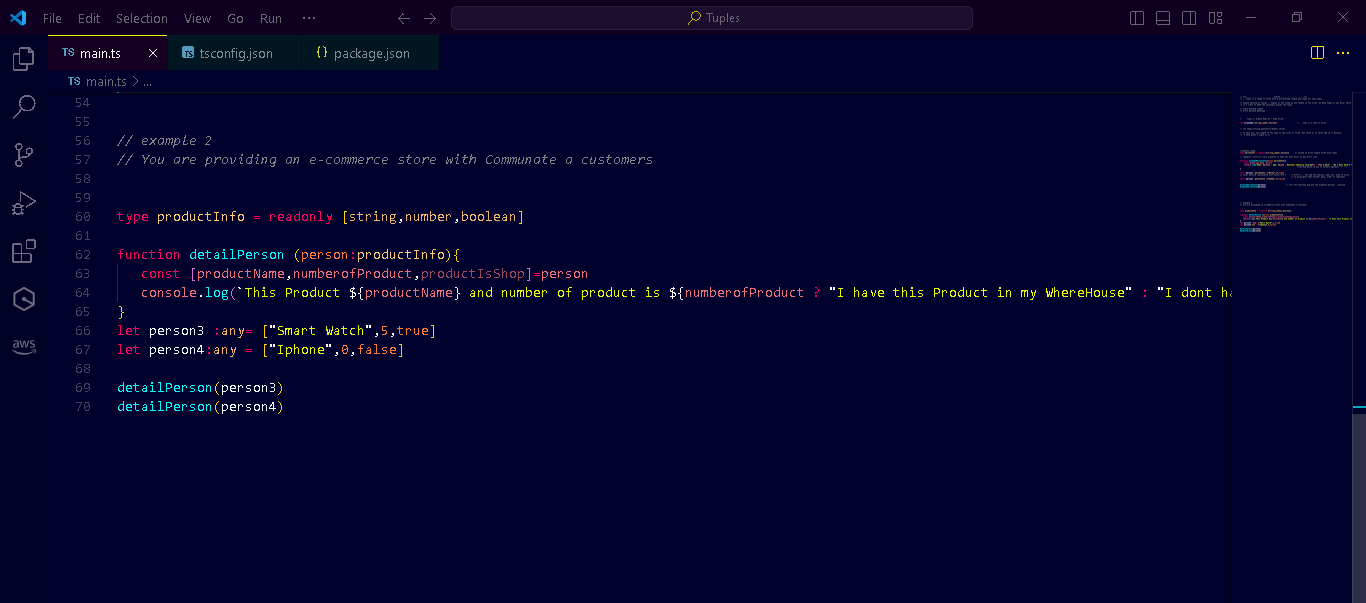 File Edit Selection View Go Run ···
Tuples
TS main.ts tsconfig.json {} package.json
TS main.ts > ...
54
55
56 // example 2
57 // You are providing an e-commerce store with Communate a customers
58
59
60 type productInfo = readonly [string,number,boolean]
61
62 function detailPerson (person:productInfo){
63 const [productName,numberofProduct,productIsShop]=person
64 console.log(`This Product ${productName} and number of product is ${numberofProduct ? "I have this Product in my WhereHouse" : "I dont ha
65 }
66 let person3 :any= ["Smart Watch",5,true]
67 let person4:any = ["Iphone",0,false]
68
69 detailPerson(person3)
70 detailPerson(person4)
aws